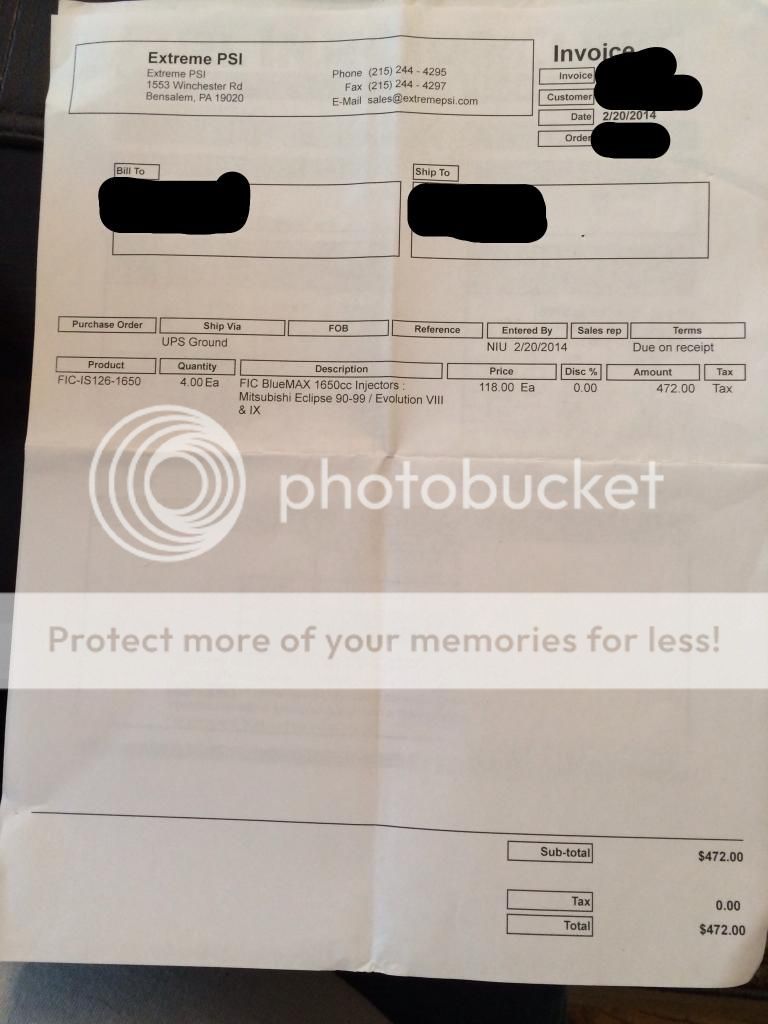 Extreme PSI
Extreme PSI
1553 Winchester Rd
Bensalem, PA 19020
Phone (215) 244 - 4295
Fax (215) 244 - 4297
E-Mail sales@extremepsi.com
Invoice
Invoice
Customer
Date 2/20/2014
Order
Bill To
Ship To
Purchase Order Ship Via FOB Reference Entered By Sales rep Terms
UPS Ground NIU 2/20/2014 Due on receipt
Product Quantity Description Price Disc % Amount Tax
FIC-IS126-1650 4.00 Ea FIC BlueMAX 1650cc Injectors : 118.00 Ea 0.00 472.00 Tax
Mitsubishi Eclipse 90-99 / Evolution VIII
& IX
photobucket
Protect more of your memories for less!
Sub-total $472.00
Tax 0.00
Total $472.00